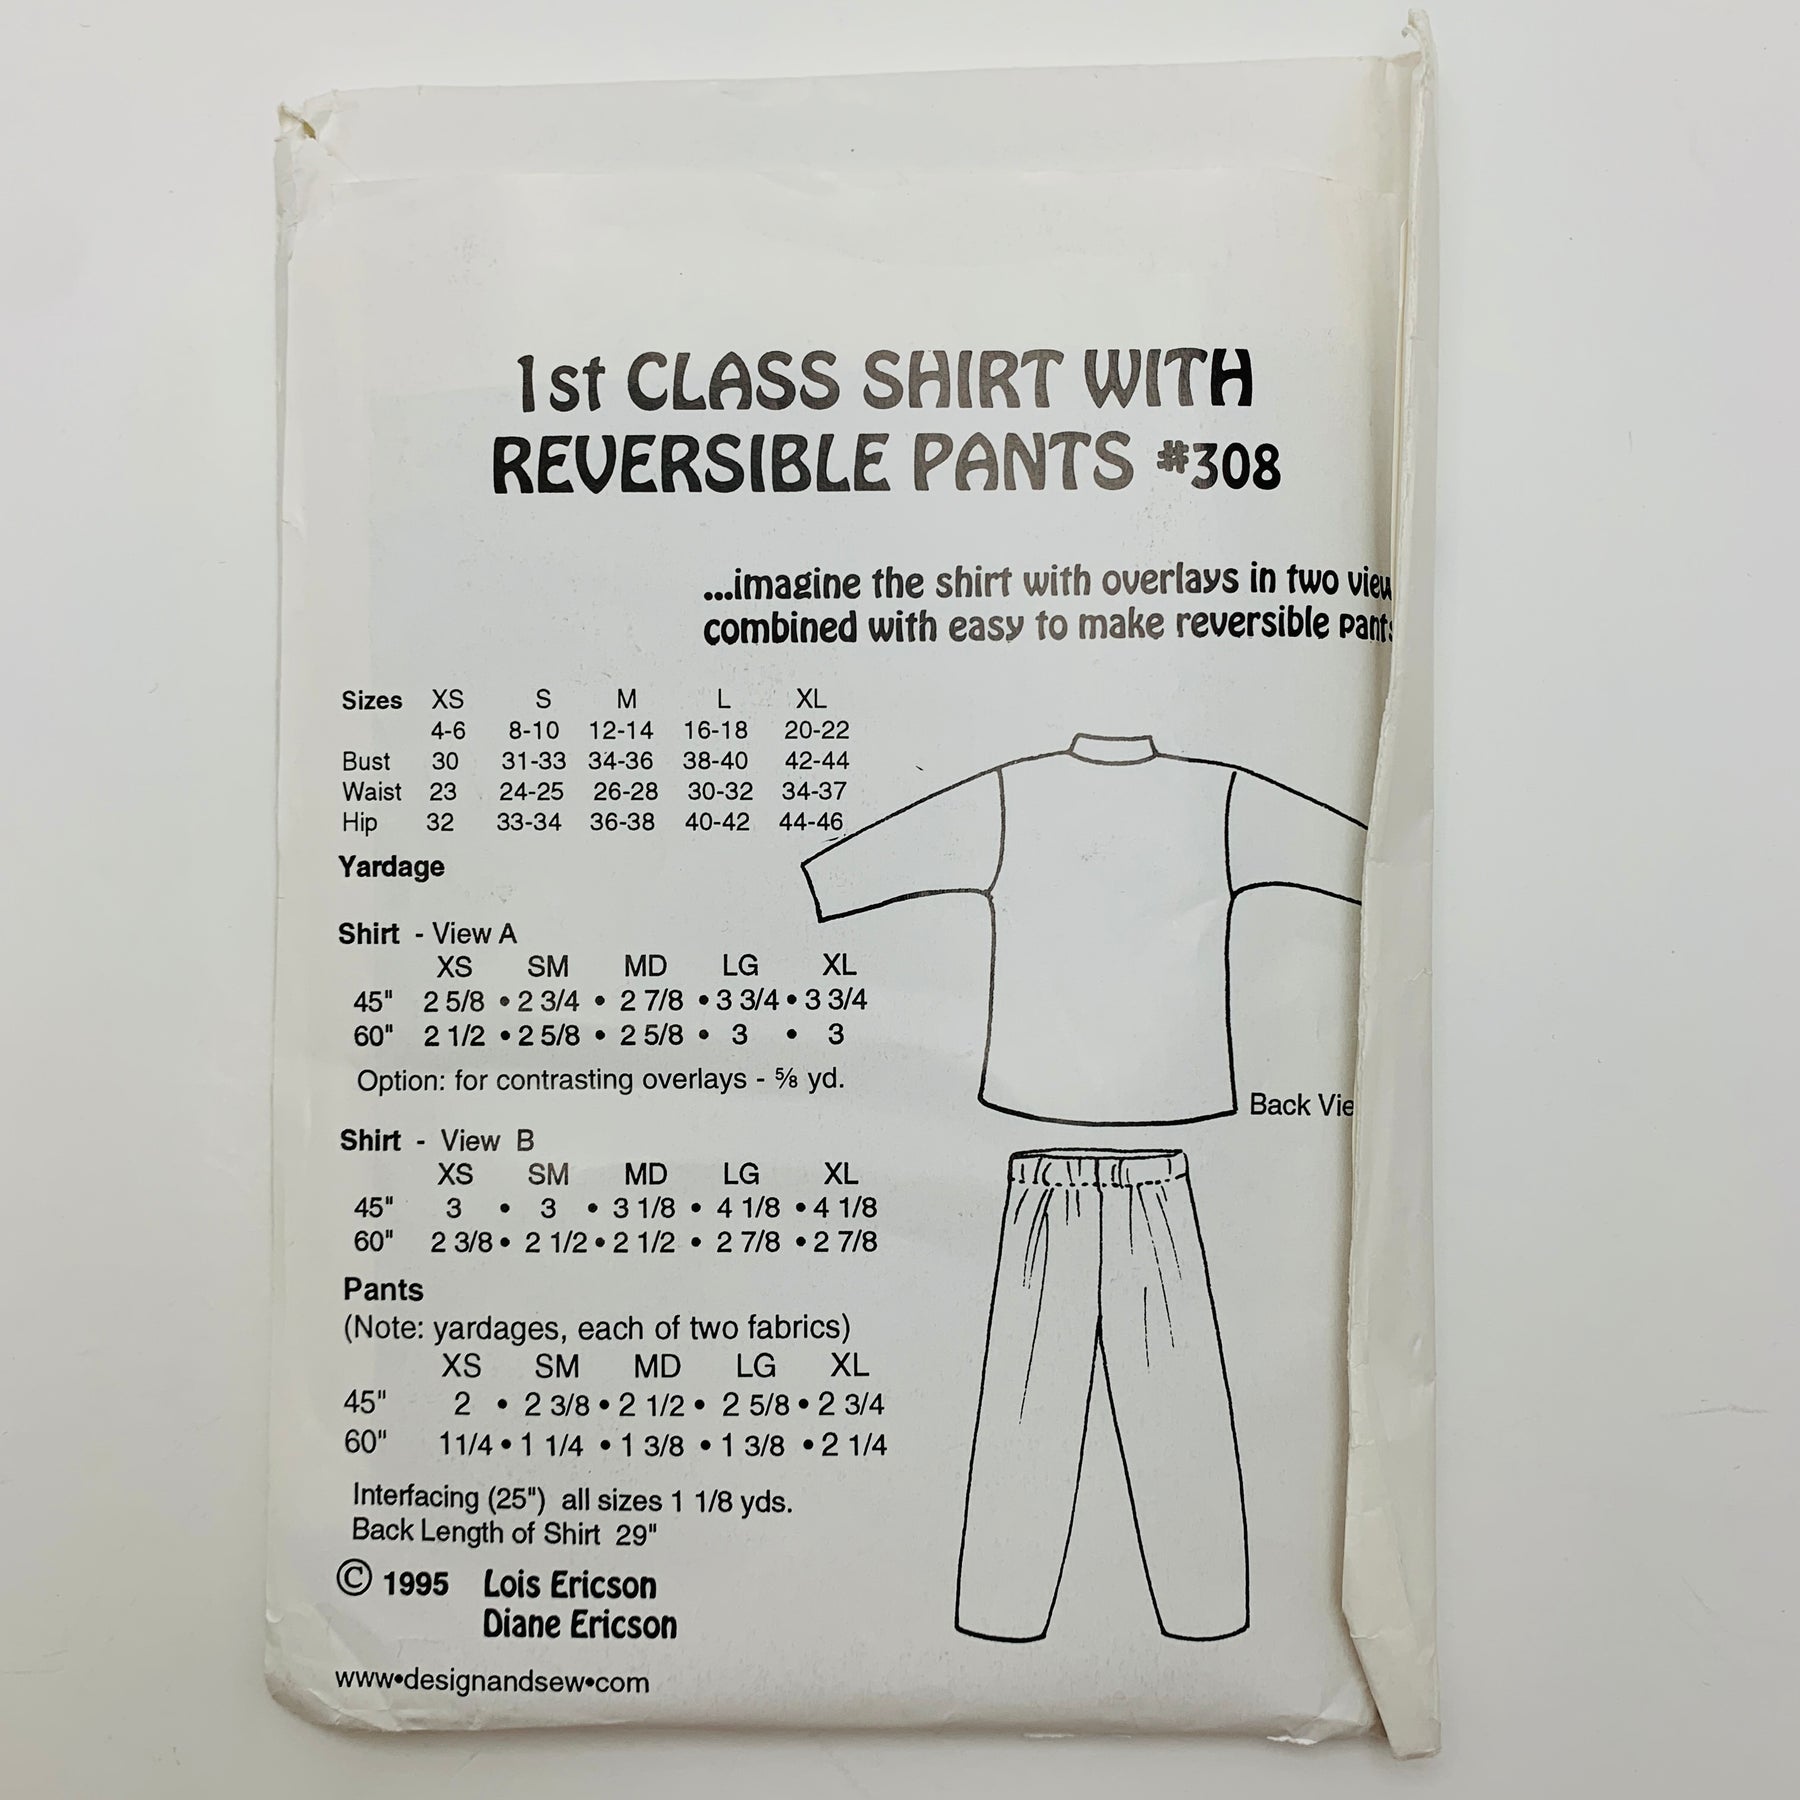 1st CLASS SHIRT WITH
REVERSIBLE PANTS #308
...imagine the shirt with overlays in two
combined with easy to make reversible pants
Sizes XS S M L XL
4-6 8-10 12-14 16-18 20-22
Bust 30 31-33 34-36 38-40 42-44
Waist 23 24-25 26-28 30-32 34-37
Hip 32 33-34 36-38 40-42 44-46
Yardage
Shirt - View A
XS SM MD LG XL
45" 2 5/8 • 2 3/4 • 2 7/8 • 3 3/4 • 3 3/4
60" 2 1/2 • 2 5/8 • 2 5/8 • 3 • 3
Option: for contrasting overlays - ⅝ yd.
Back
Shirt - View B
XS SM MD LG XL
45" 3 • 3 • 3 1/8 • 4 1/8 • 4 1/8
60" 2 3/8 • 2 1/2 • 2 1/2 • 2 7/8 • 2 7/8
Pants
(Note: yardages, each of two fabrics)
XS SM MD LG XL
45" 2 • 2 3/8 • 2 1/2 • 2 5/8 • 2 3/4
60" 11/4 • 1 1/4 • 1 3/8 • 1 3/8 • 2 1/4
Interfacing (25") all sizes 1 1/8 yds.
Back Length of Shirt 29"
© 1995 Lois Ericson
Diane Ericson
www•designandsew•com